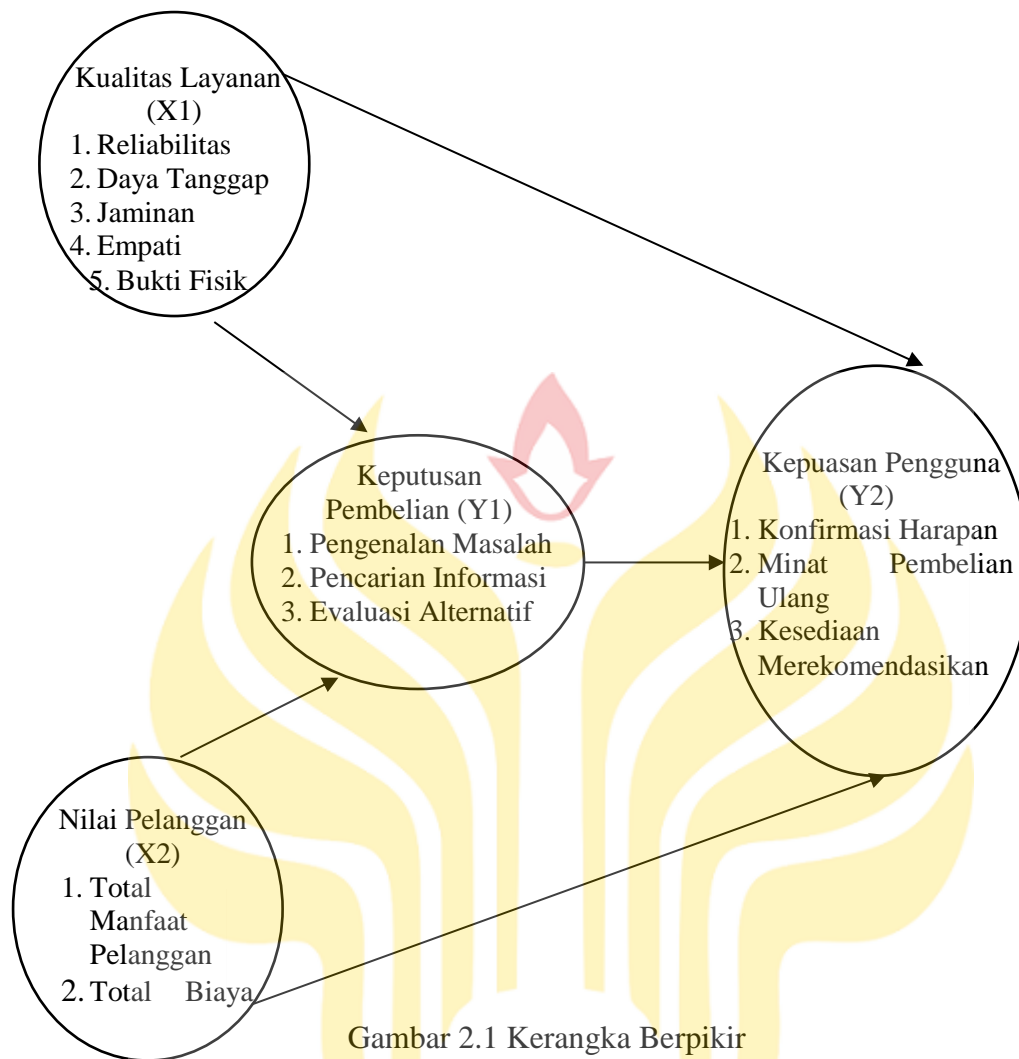 Kualitas Layanan
(X1)
1. Reliabilitas
2. Daya Tanggap
3. Jaminan
4. Empati
5. Bukti Fisik
Keputusan
Pembelian (Y1)
1. Pengenalan Masalah
2. Pencarian Informasi
3. Evaluasi Alternatif
Kepuasan Pengguna
(Y2)
1. Konfirmasi Harapan
2. Minat Pembelian
Ulang
3. Kesediaan
Merekomendasikan
Nilai Pelanggan
(X2)
1. Total
Manfaat
Pelanggan
2. Total Biaya
Gambar 2.1 Kerangka Berpikir